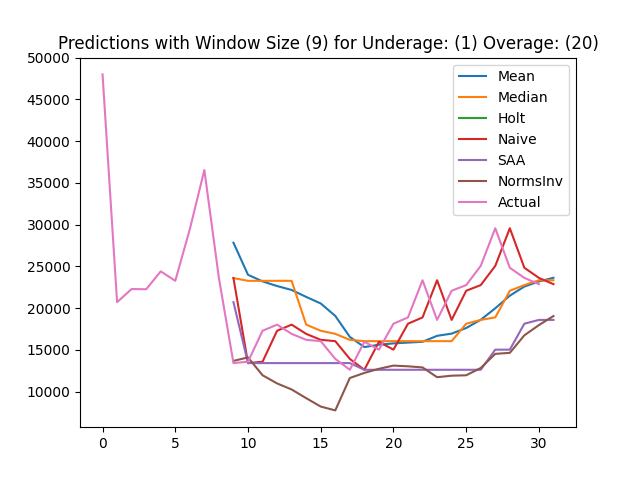 Predictions with Window Size (9) for Underage: (1) Overage: (20)
50000
45000
40000
35000
30000
25000
20000
15000
10000
0 5 10 15 20 25 30
Mean
Median
Holt
Naive
SAA
NormsInv
Actual